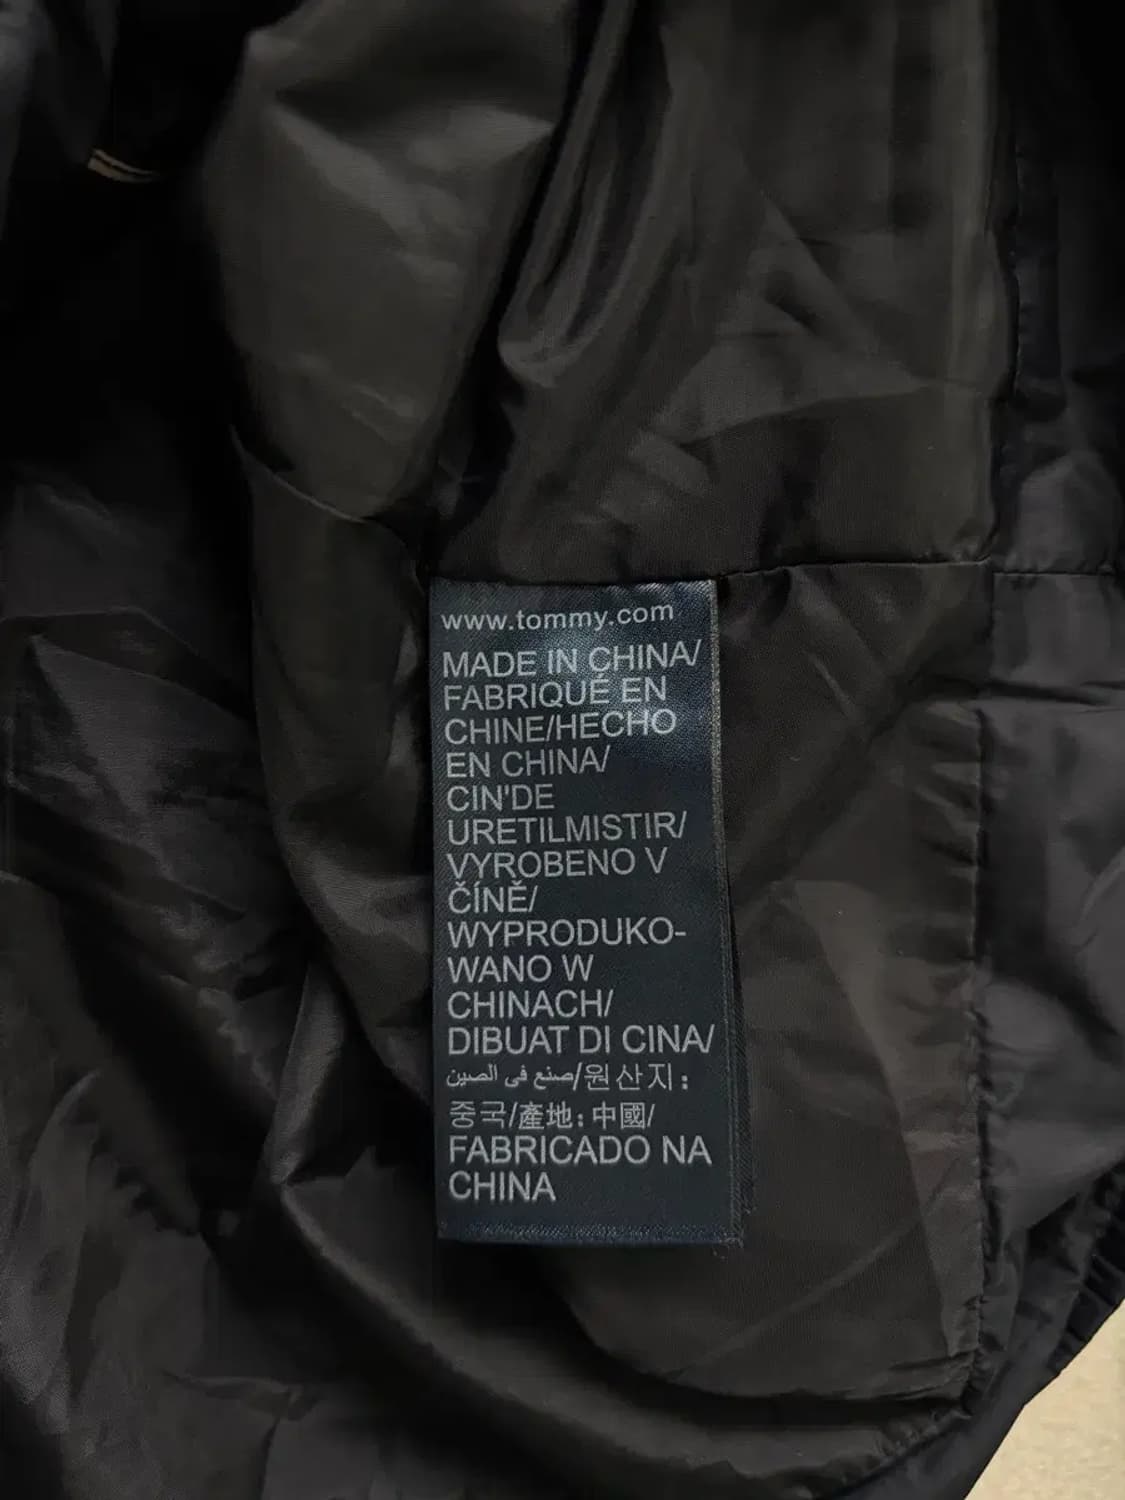 www.tommy.com
MADE IN CHINA/
FABRIQUÉ EN
CHINE/HECHO
EN CHINA/
CIN'DE
URETILMISTIR/
VYROBENO V
ČÍNĚ/
WYPRODUKO-
WANO W
CHINACH/
DIBUAT DI CINA/
صنع في الصين/원산지:
중국/產地:中國/
FABRICADO NA
CHINA